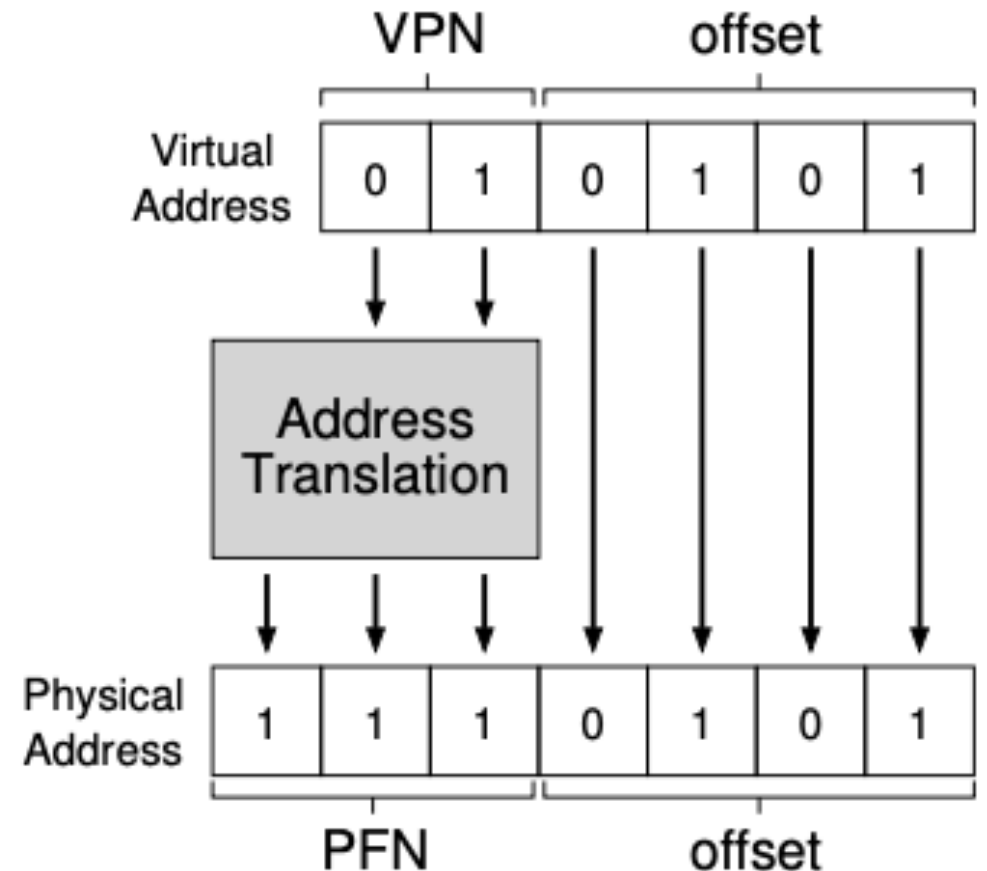 VPN offset
Virtual
Address
0 1 0 1 0 1
Address
Translation
Physical
Address
1 1 1 0 1 0 1
PFN offset